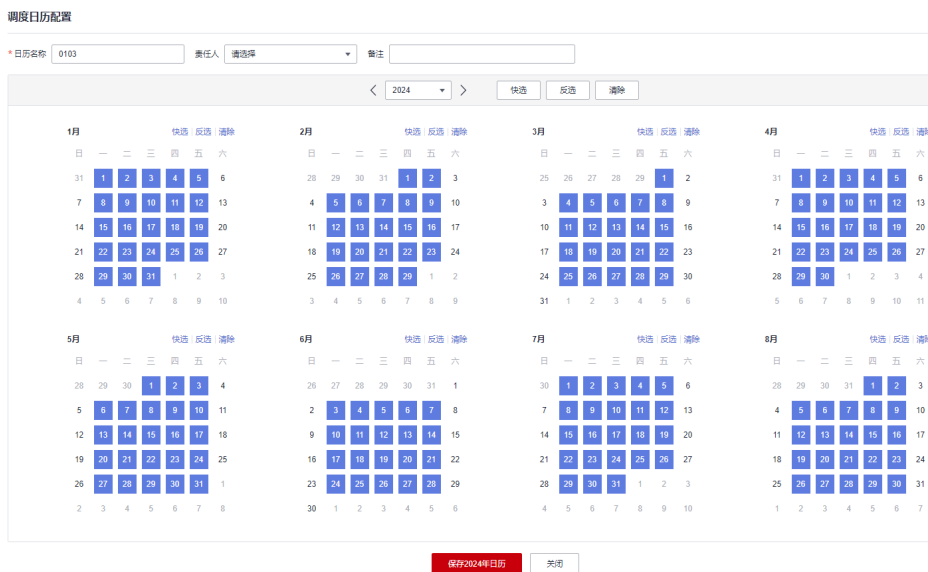 调度日历配置
* 日历名称 0103 责任人 请选择 备注
2024 快选 反选 清除
1月 快选 反选 清除 2月 快选 反选 清除 3月 快选 反选 清除 4月 快选 反选 清除
日 一 二 三 四 五 六 日 一 二 三 四 五 六 日 一 二 三 四 五 六 日 一 二 三 四 五 六
31 1 2 3 4 5 6 28 29 30 31 1 2 3 25 26 27 28 29 1 2 31 1 2 3 4 5 6
7 8 9 10 11 12 13 4 5 6 7 8 9 10 3 4 5 6 7 8 9 7 8 9 10 11 12 13
14 15 16 17 18 19 20 11 12 13 14 15 16 17 10 11 12 13 14 15 16 14 15 16 17 18 19 20
21 22 23 24 25 26 27 18 19 20 21 22 23 24 17 18 19 20 21 22 23 21 22 23 24 25 26 27
28 29 30 31 1 2 3 25 26 27 28 29 1 2 24 25 26 27 28 29 30 28 29 30 1 2 3 4
4 5 6 7 8 9 10 3 4 5 6 7 8 9 31 1 2 3 4 5 6 5 6 7 8 9 10 11
5月 快选 反选 清除 6月 快选 反选 清除 7月 快选 反选 清除 8月 快选 反选 清除
日 一 二 三 四 五 六 日 一 二 三 四 五 六 日 一 二 三 四 五 六 日 一 二 三 四 五 六
28 29 30 1 2 3 4 26 27 28 29 30 31 1 30 1 2 3 4 5 6 28 29 30 31 1 2 3
5 6 7 8 9 10 11 2 3 4 5 6 7 8 7 8 9 10 11 12 13 4 5 6 7 8 9 10
12 13 14 15 16 17 18 9 10 11 12 13 14 15 14 15 16 17 18 19 20 11 12 13 14 15 16 17
19 20 21 22 23 24 25 16 17 18 19 20 21 22 21 22 23 24 25 26 27 18 19 20 21 22 23 24
26 27 28 29 30 31 1 23 24 25 26 27 28 29 28 29 30 31 1 2 3 25 26 27 28 29 30 31
2 3 4 5 6 7 8 30 1 2 3 4 5 6 4 5 6 7 8 9 10 1 2 3 4 5 6 7
保存2024年日历 关闭